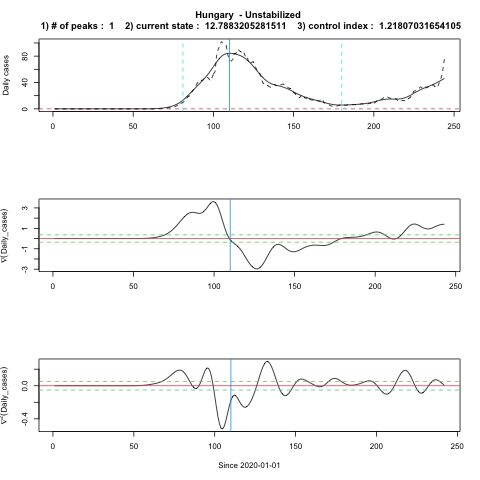 Hungary - Unstabilized
1) # of peaks : 1 2) current state : 12.7883205281511 3) control index : 1.21807031654105
Daily cases
80
40
0
0 50 100 150 200 250
∇(Daily_cases)
3
1
-1
-3
0 50 100 150 200 250
∇²(Daily_cases)
0.0
-0.4
0 50 100 150 200 250
Since 2020-01-01